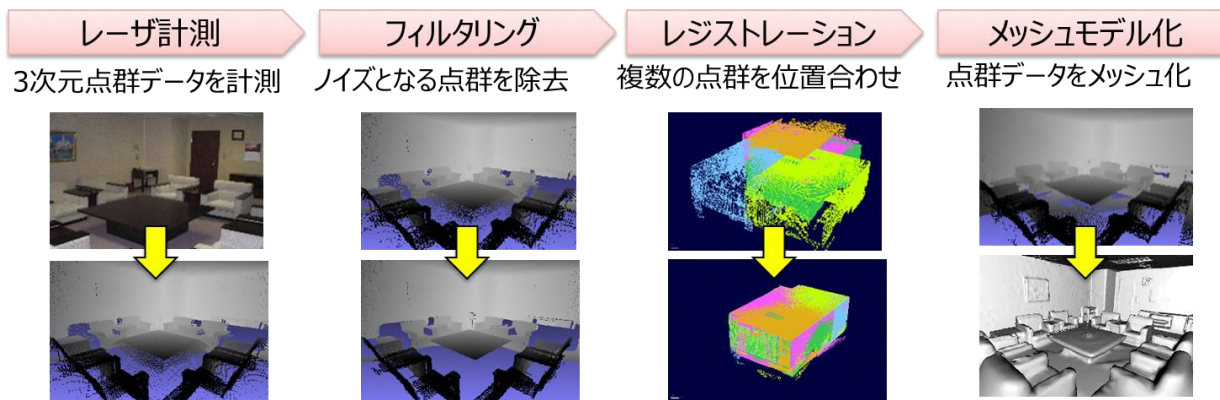 レーザ計測
フィルタリング
レジストレーション
メッシュモデル化
3次元点群データを計測
ノイズとなる点群を除去
複数の点群を位置合わせ
点群データをメッシュ化